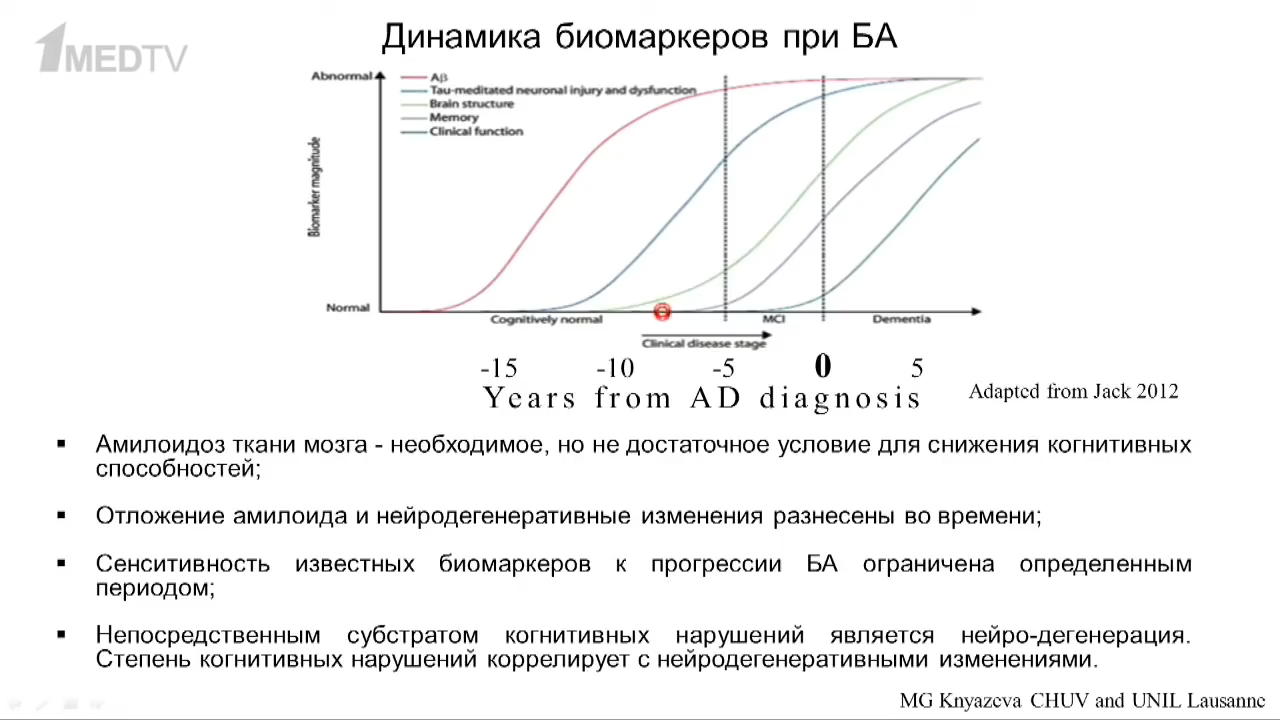 1MEDTV
Динамика биомаркеров при БА
Abnormal
Aβ
Tau-meditated neuronal injury and dysfunction
Brain structure
Memory
Clinical function
Biomarker magnitude
Normal
Cognitively normal
MCI
Dementia
Clinical disease stage
-15 -10 -5 0 5
Years from AD diagnosis
Adapted from Jack 2012
▪ Амилоидоз ткани мозга - необходимое, но не достаточное условие для снижения когнитивных
способностей;
▪ Отложение амилоида и нейродегенеративные изменения разнесены во времени;
▪ Сенситивность известных биомаркеров к прогрессии БА ограничена определенным
периодом;
▪ Непосредственным субстратом когнитивных нарушений является нейро-дегенерация.
Степень когнитивных нарушений коррелирует с нейродегенеративными изменениями.
MG Knyazeva CHUV and UNIL Lausanne